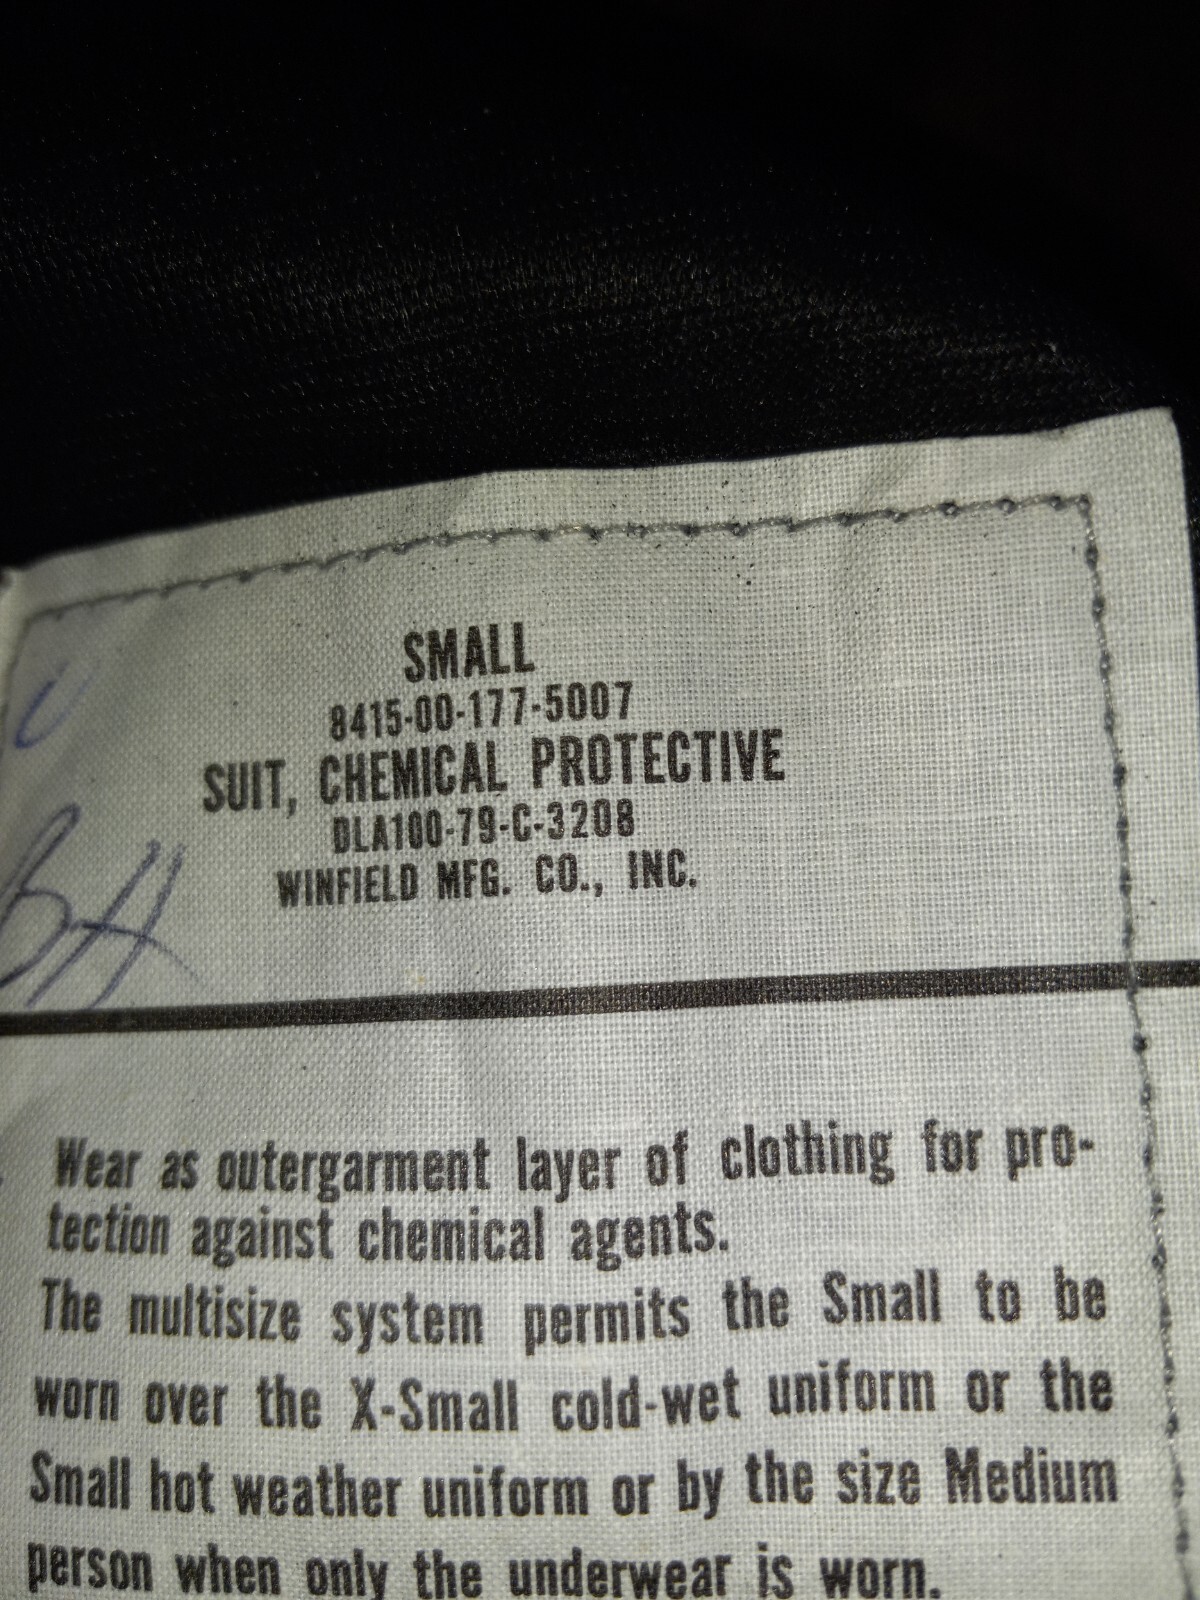 SMALL
8415-00-177-5007
SUIT, CHEMICAL PROTECTIVE
DLA100-79-C-3208
WINFIELD MFG. CO., INC.
BH
Wear as outergarment layer of clothing for pro-
tection against chemical agents.
The multisize system permits the Small to be
worn over the X-Small cold-wet uniform or the
Small hot weather uniform or by the size Medium
person when only the underwear is worn.